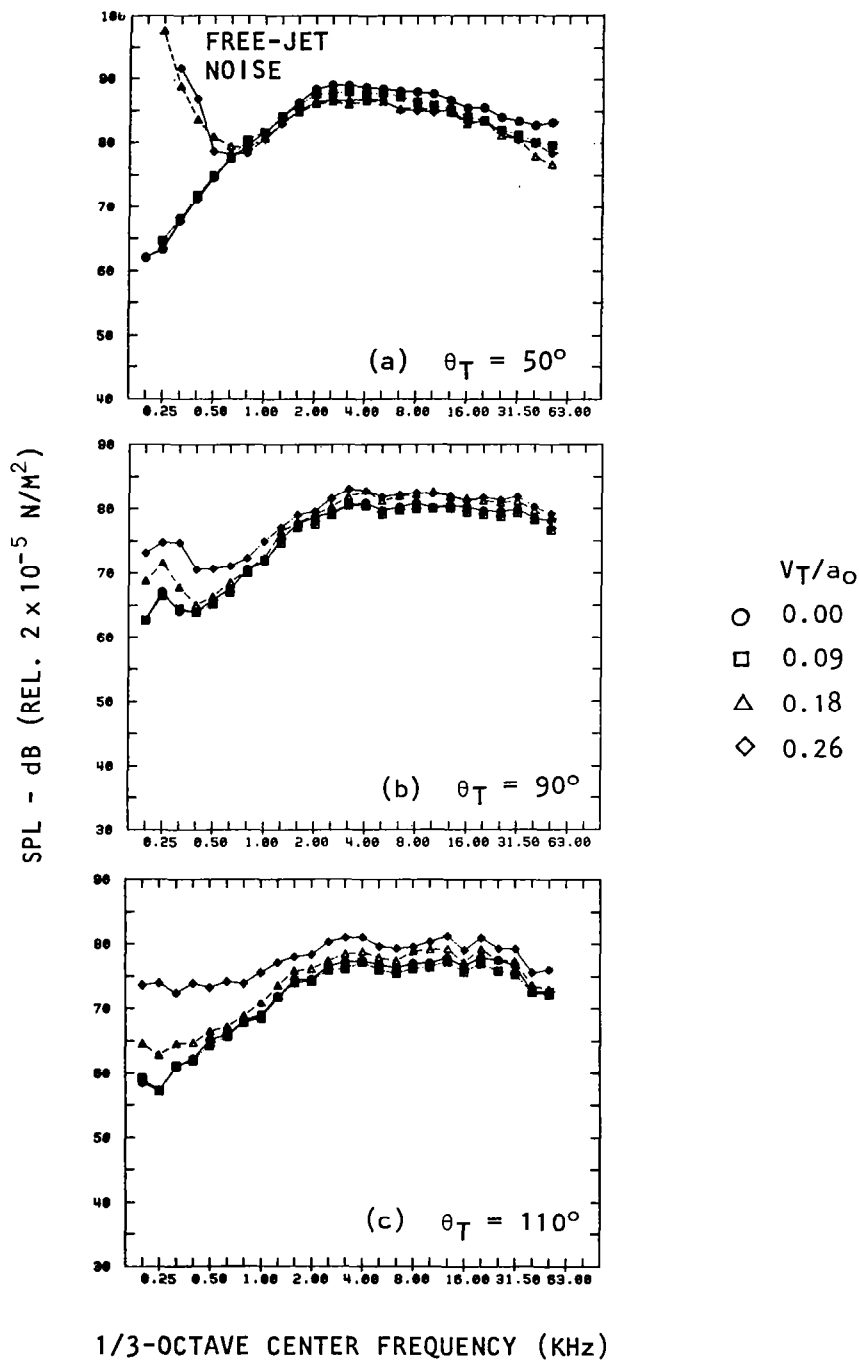 100
FREE-JET
NOISE
90
80
70
60
50
40
(a) θT = 50°
0.25 0.50 1.00 2.00 4.00 8.00 16.00 31.50 63.00
90
80
70
60
50
40
30
(b) θT = 90°
0.25 0.50 1.00 2.00 4.00 8.00 16.00 31.50 63.00
90
80
70
60
50
40
30
(c) θT = 110°
0.25 0.50 1.00 2.00 4.00 8.00 16.00 31.50 63.00
SPL - dB (REL. 2 x 10⁻⁵ N/M²)
1/3-OCTAVE CENTER FREQUENCY (KHz)
VT/ao
0.00
0.09
0.18
0.26